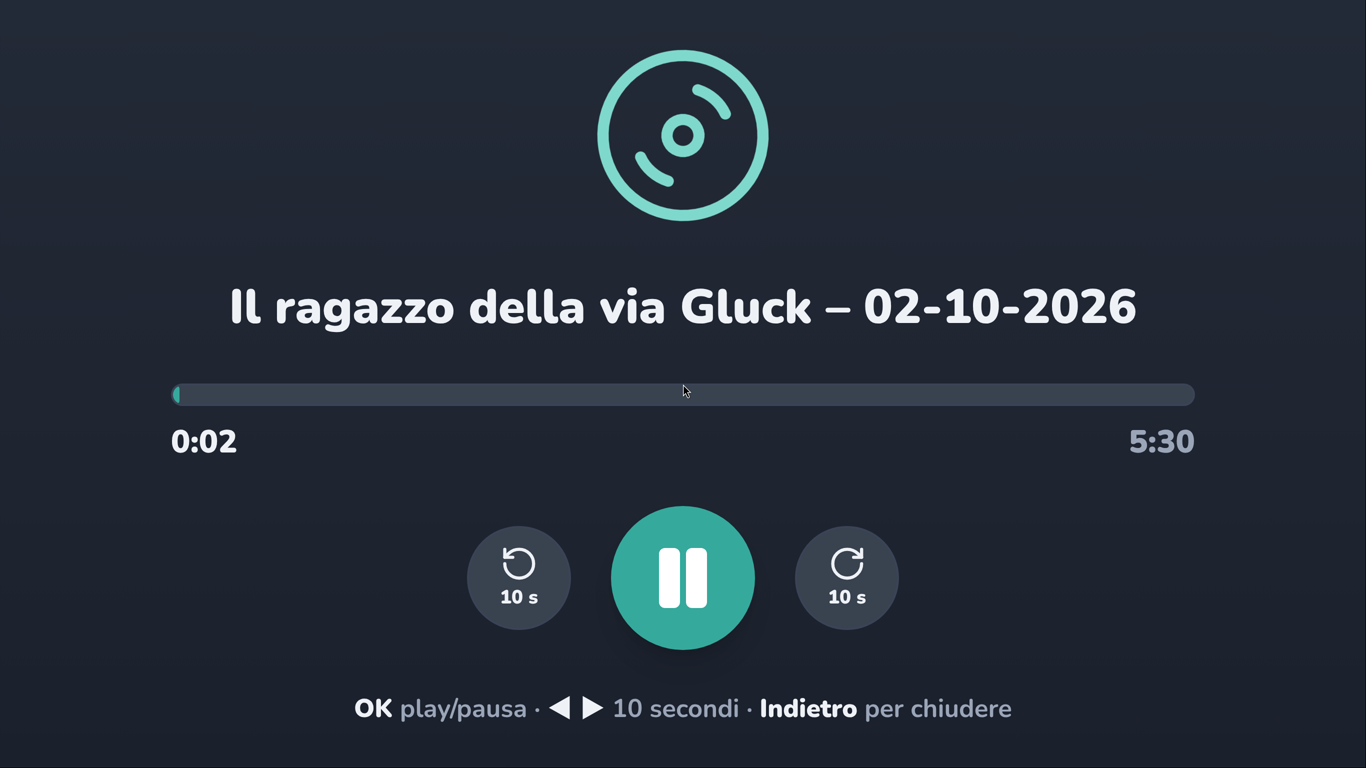 Il ragazzo della via Gluck – 02-10-2026
0:02 5:30
10 s 10 s
OK play/pausa · ◀ ▶ 10 secondi · Indietro per chiudere